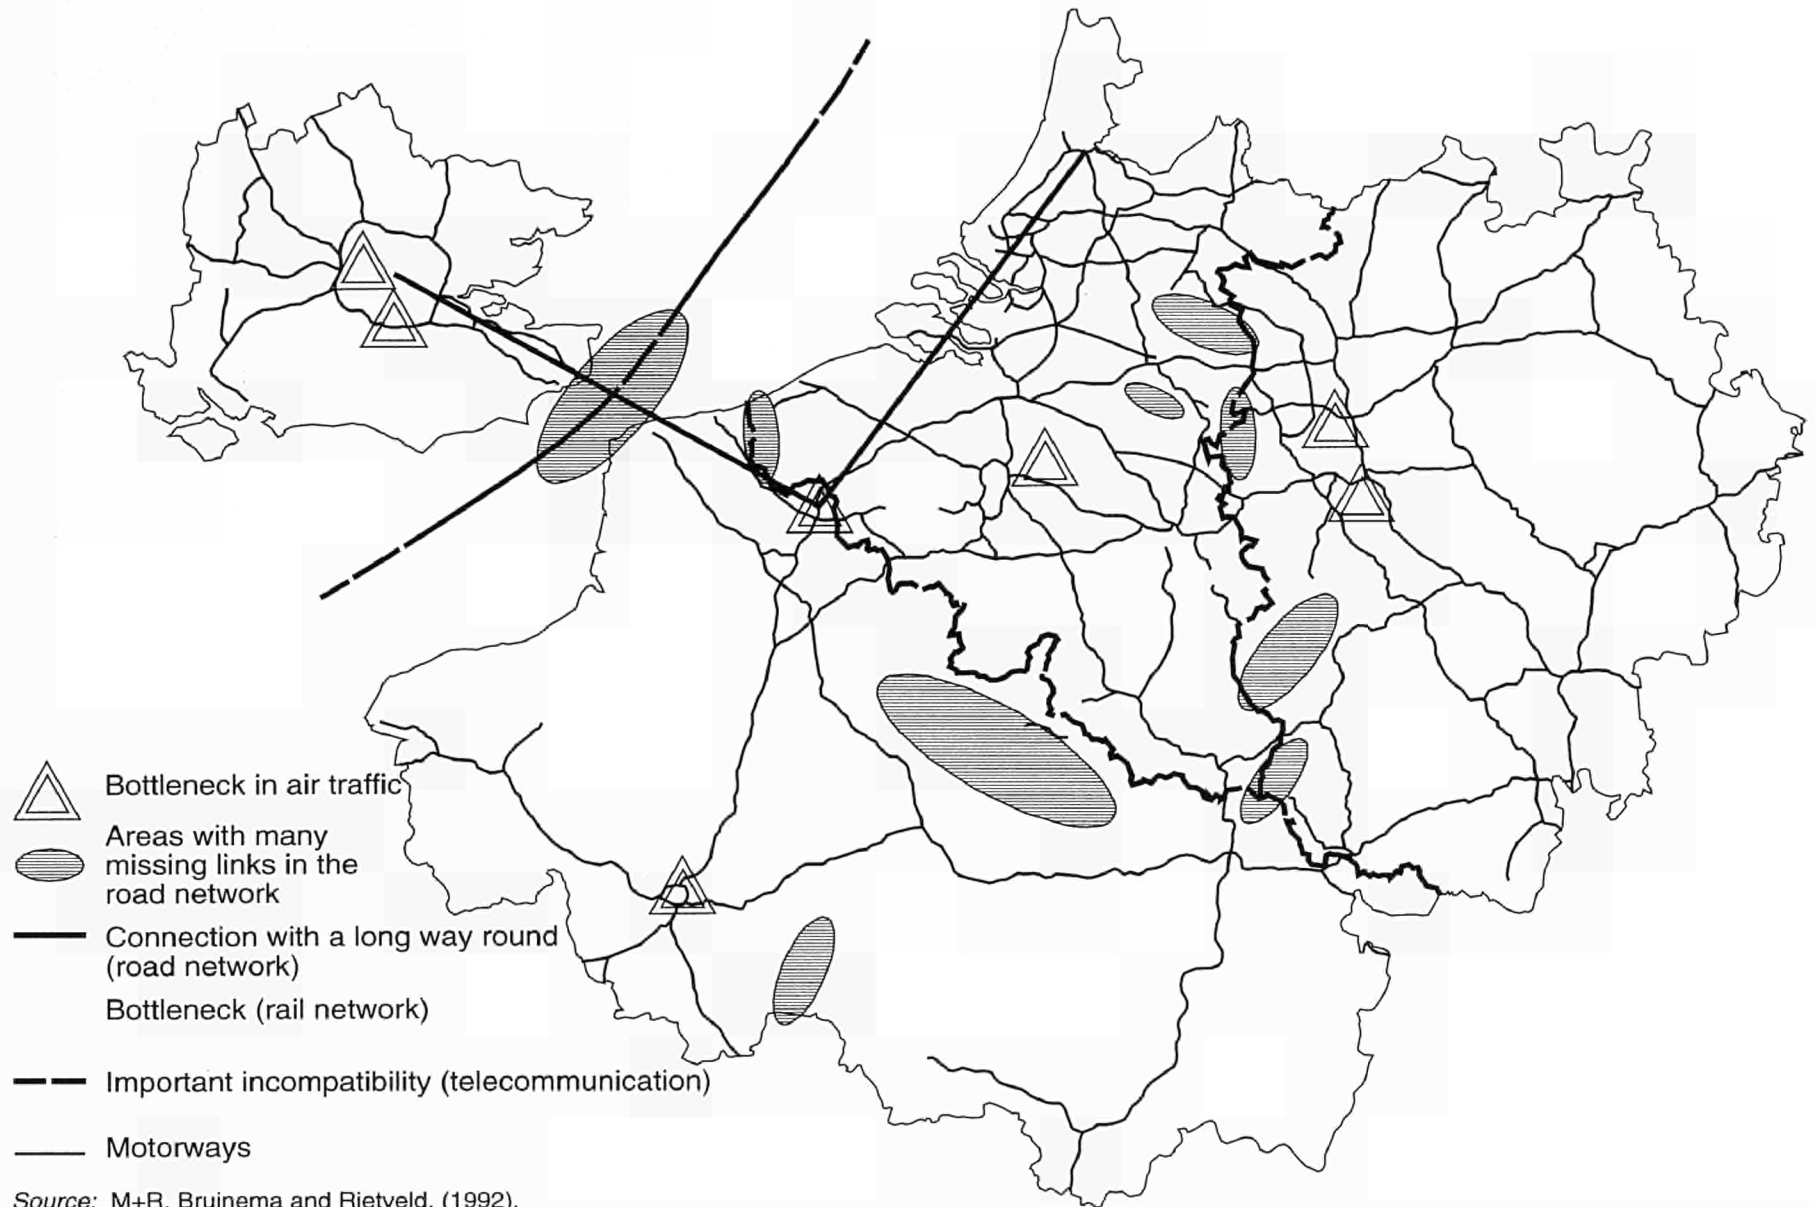 Bottleneck in air traffic
Areas with many
missing links in the
road network
Connection with a long way round
(road network)
Bottleneck (rail network)
Important incompatibility (telecommunication)
Motorways
Source: M+R, Bruinema and Rietveld, (1992).